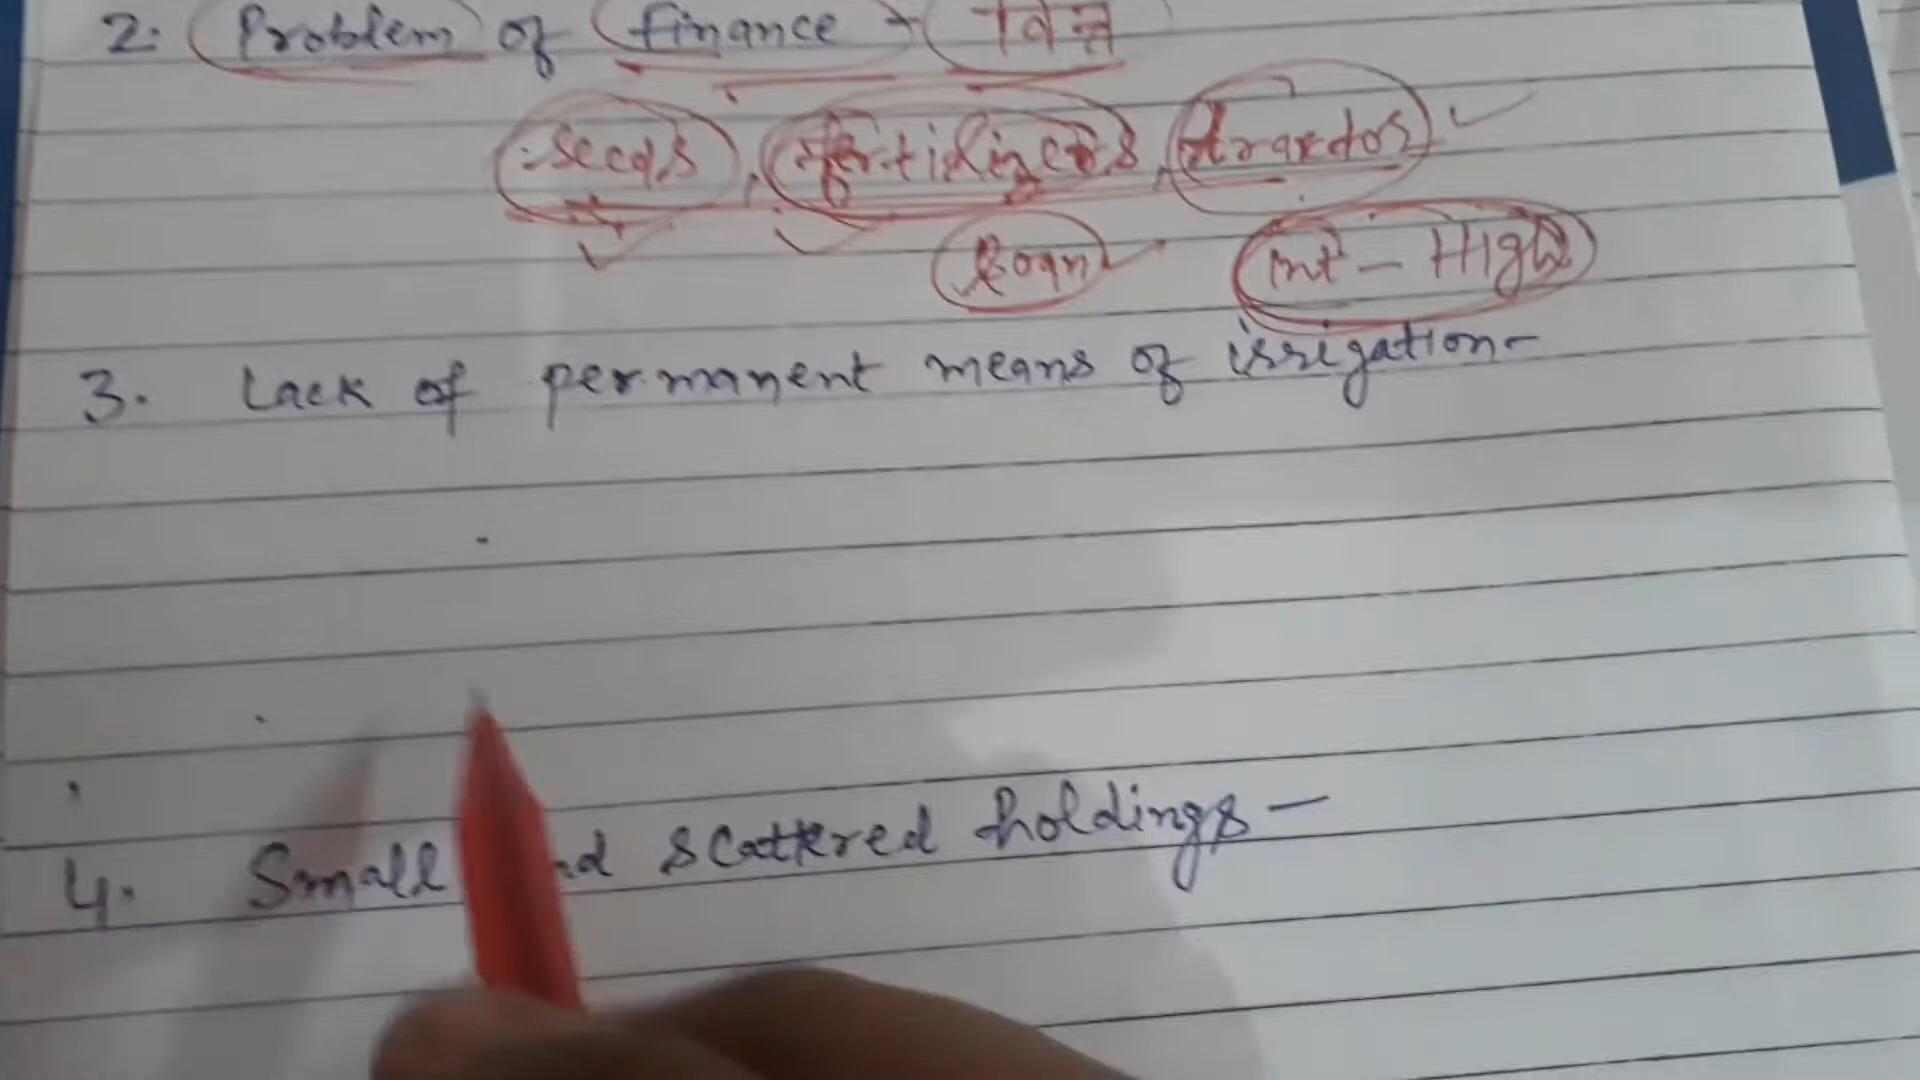 2. Problem of finance - वित्त
seeds, fertilizers, tractor
loan int - High
3. Lack of permanent means of irrigation-
4. Small scattered holdings -